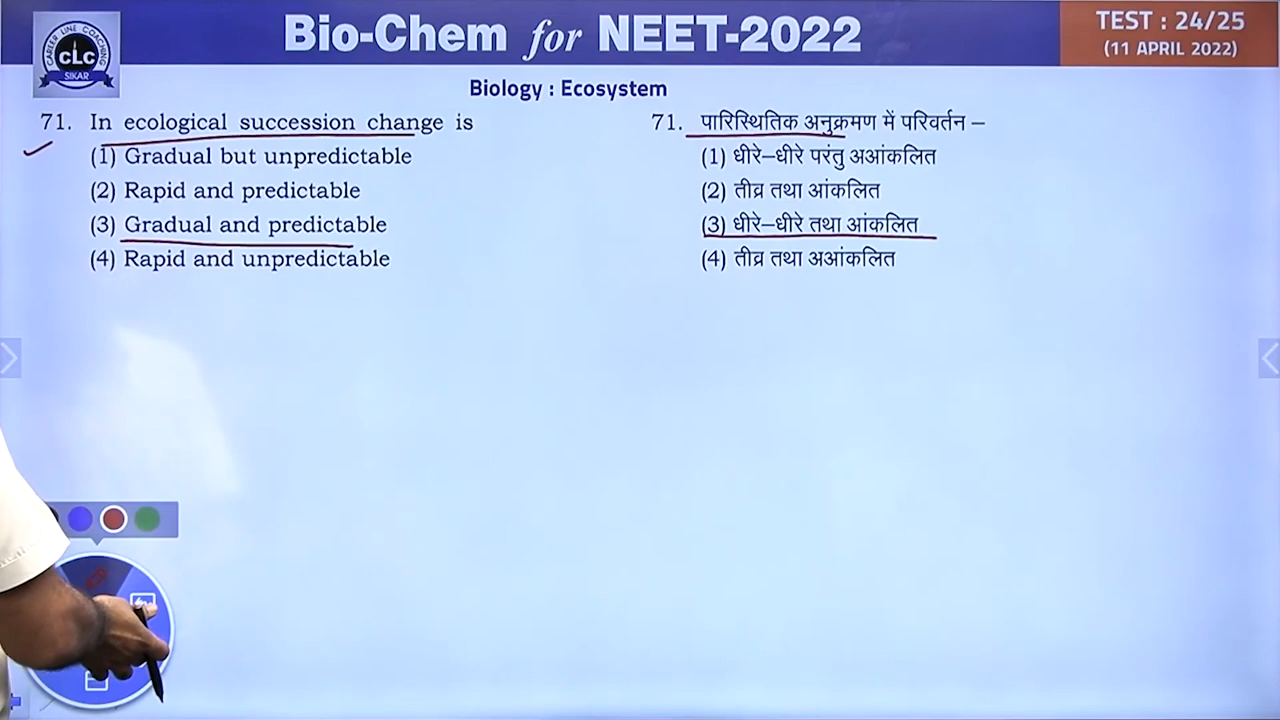 CAREER LINE COACHING
CLC
SIKAR
Bio-Chem for NEET-2022
TEST : 24/25
(11 APRIL 2022)
Biology : Ecosystem
71. In ecological succession change is
(1) Gradual but unpredictable
(2) Rapid and predictable
(3) Gradual and predictable
(4) Rapid and unpredictable
71. पारिस्थितिक अनुक्रमण में परिवर्तन –
(1) धीरे–धीरे परंतु अआंकलित
(2) तीव्र तथा आंकलित
(3) धीरे–धीरे तथा आंकलित
(4) तीव्र तथा अआंकलित